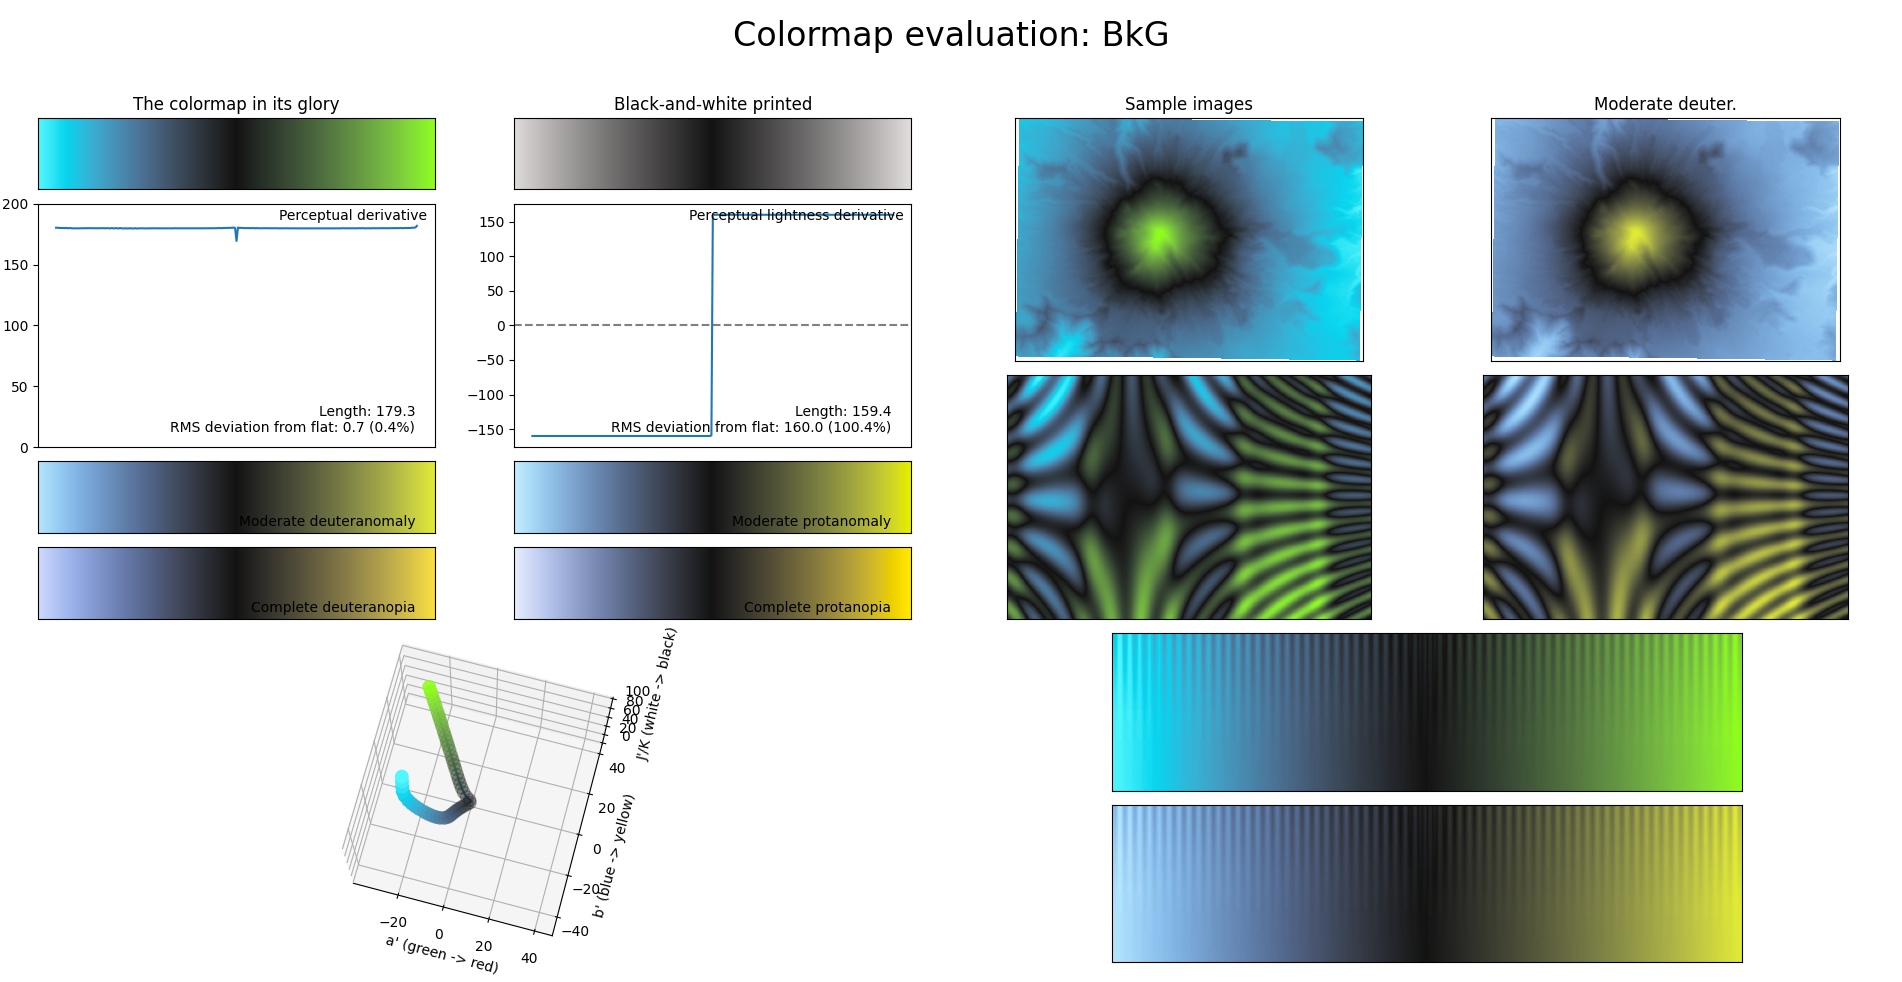 Colormap evaluation: BkG
The colormap in its glory
Black-and-white printed
Sample images
Moderate deuter.
200
150
100
50
0
Perceptual derivative
Length: 179.3
RMS deviation from flat: 0.7 (0.4%)
150
100
50
0
−50
−100
−150
Perceptual lightness derivative
Length: 159.4
RMS deviation from flat: 160.0 (100.4%)
Moderate deuteranomaly
Moderate protanomaly
Complete deuteranopia
Complete protanopia
J'/K (white -> black)
100
80
60
40
20
0
40
20
0
−20
−40
b' (blue -> yellow)
−20
0
20
40
a' (green -> red)